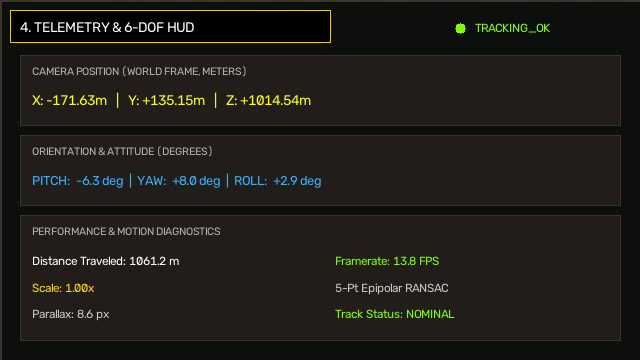 4. TELEMETRY & 6-DOF HUD
TRACKING_OK
CAMERA POSITION (WORLD FRAME, METERS)
X: -171.63m | Y: +135.15m | Z: +1014.54m
ORIENTATION & ATTITUDE (DEGREES)
PITCH: -6.3 deg | YAW: +8.0 deg | ROLL: +2.9 deg
PERFORMANCE & MOTION DIAGNOSTICS
Distance Traveled: 1061.2 m
Framerate: 13.8 FPS
Scale: 1.00x
5-Pt Epipolar RANSAC
Parallax: 8.6 px
Track Status: NOMINAL